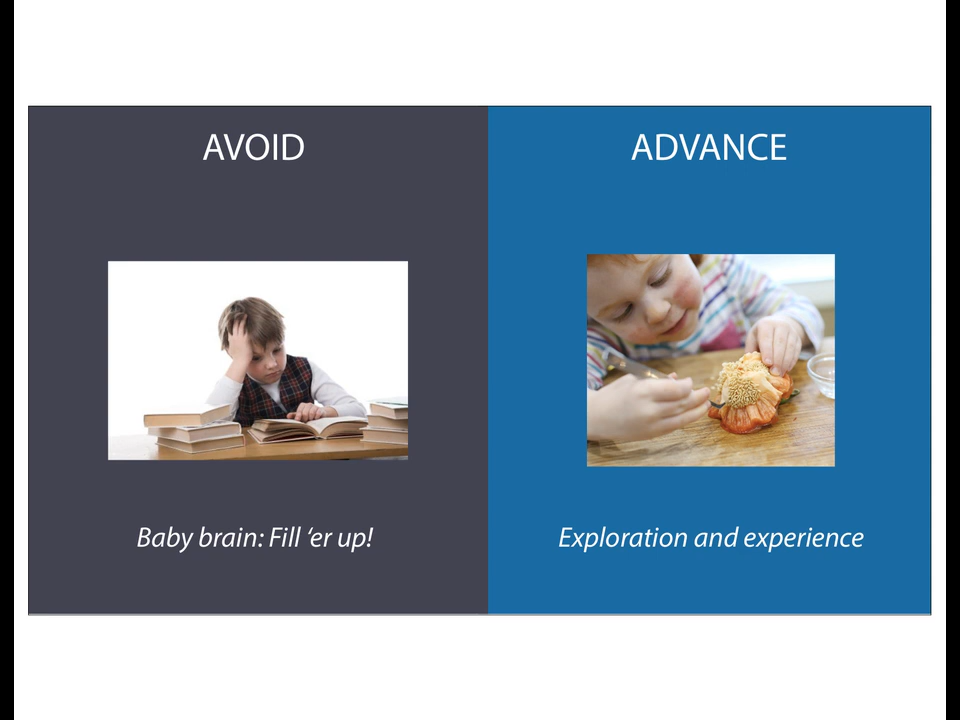 AVOID
ADVANCE
Baby brain: Fill ‘er up!
Exploration and experience